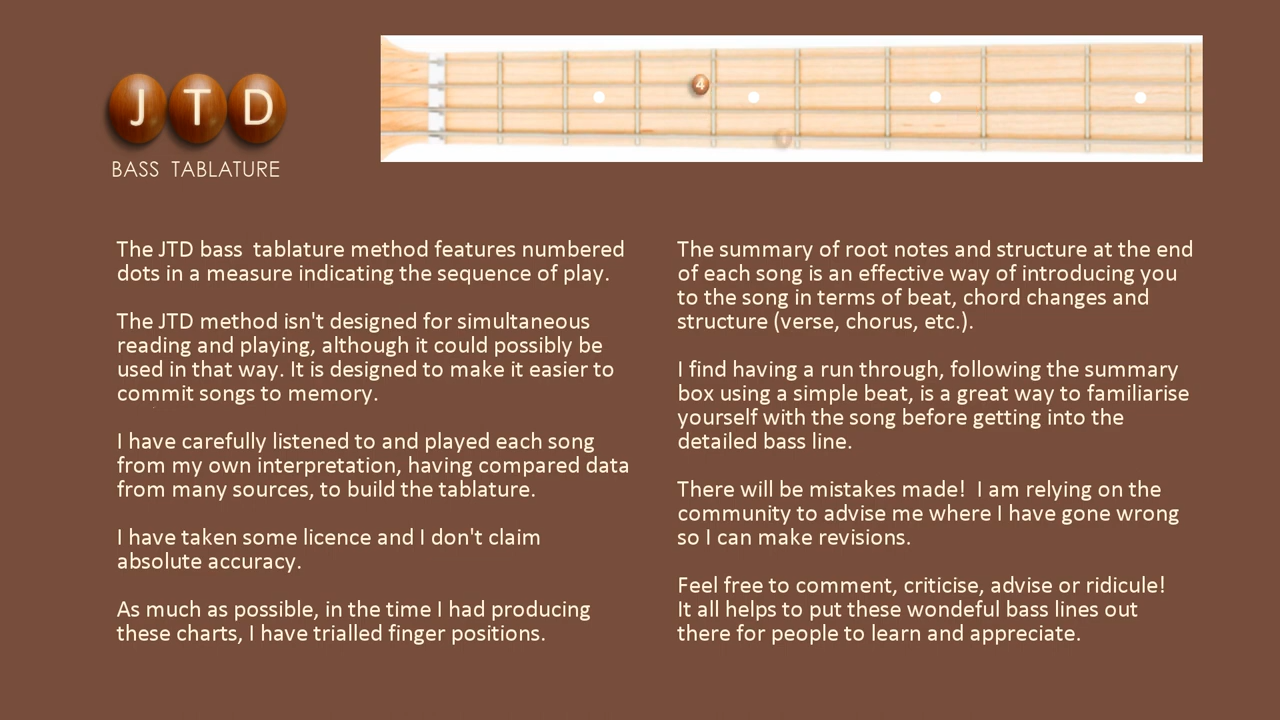 J T D
BASS TABLATURE
4
The JTD bass  tablature method features numbered
dots in a measure indicating the sequence of play.
The JTD method isn't designed for simultaneous
reading and playing, although it could possibly be
used in that way. It is designed to make it easier to
commit songs to memory.
I have carefully listened to and played each song
from my own interpretation, having compared data
from many sources, to build the tablature.
I have taken some licence and I don't claim
absolute accuracy.
As much as possible, in the time I had producing
these charts, I have trialled finger positions.
The summary of root notes and structure at the end
of each song is an effective way of introducing you
to the song in terms of beat, chord changes and
structure (verse, chorus, etc.).
I find having a run through, following the summary
box using a simple beat, is a great way to familiarise
yourself with the song before getting into the
detailed bass line.
There will be mistakes made!  I am relying on the
community to advise me where I have gone wrong
so I can make revisions.
Feel free to comment, criticise, advise or ridicule!
It all helps to put these wondeful bass lines out
there for people to learn and appreciate.